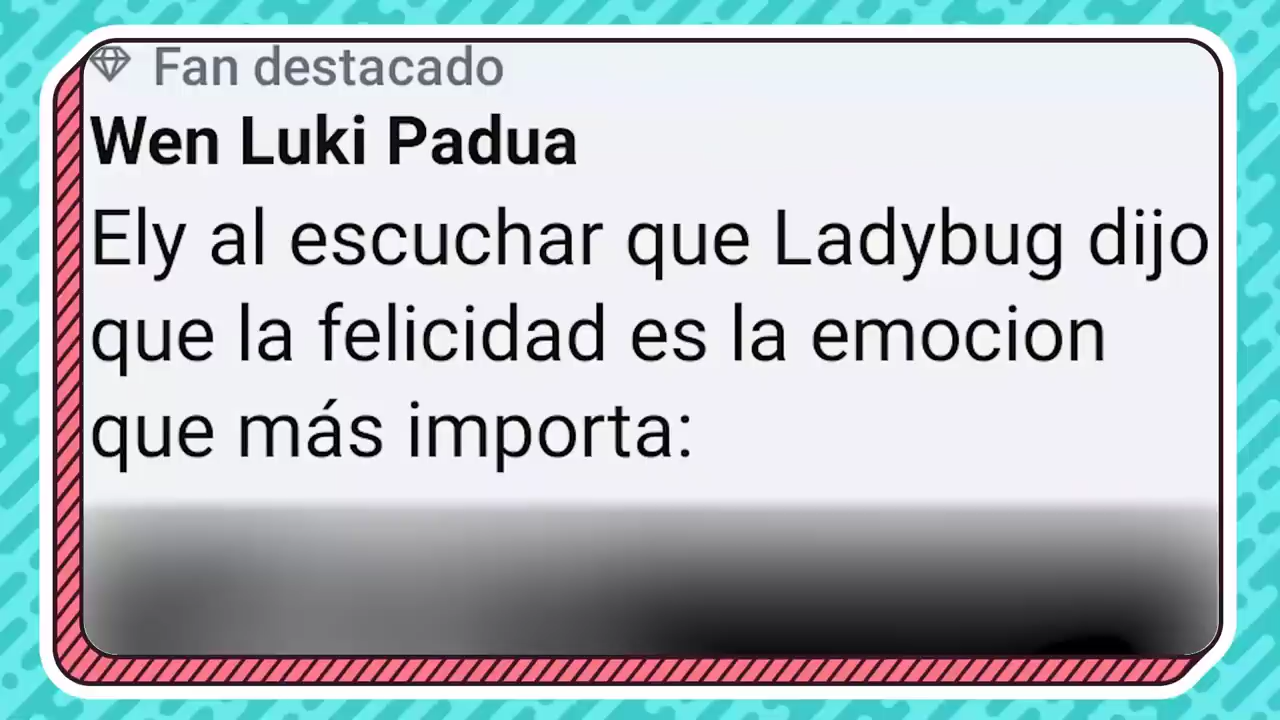 Fan destacado
Wen Luki Padua
Ely al escuchar que Ladybug dijo
que la felicidad es la emocion
que más importa: